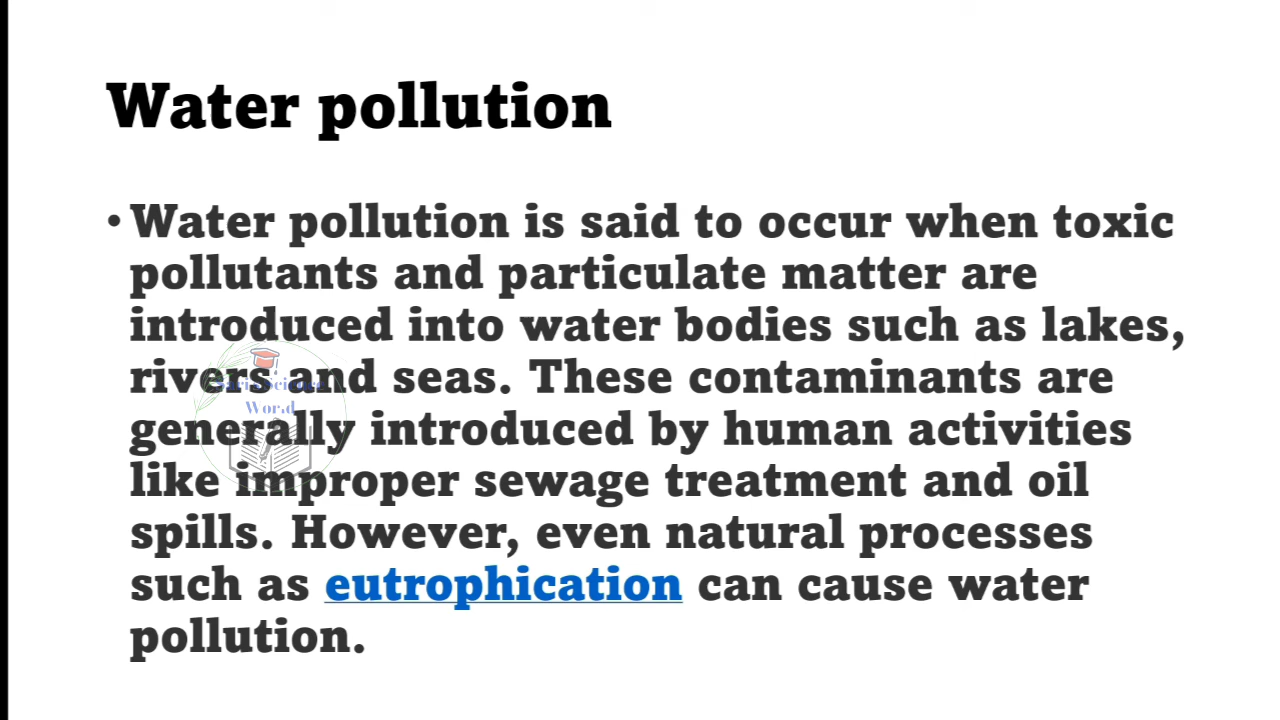 Water pollution
• Water pollution is said to occur when toxic
pollutants and particulate matter are
introduced into water bodies such as lakes,
rivers and seas. These contaminants are
generally introduced by human activities
like improper sewage treatment and oil
spills. However, even natural processes
such as eutrophication can cause water
pollution.
Science
World